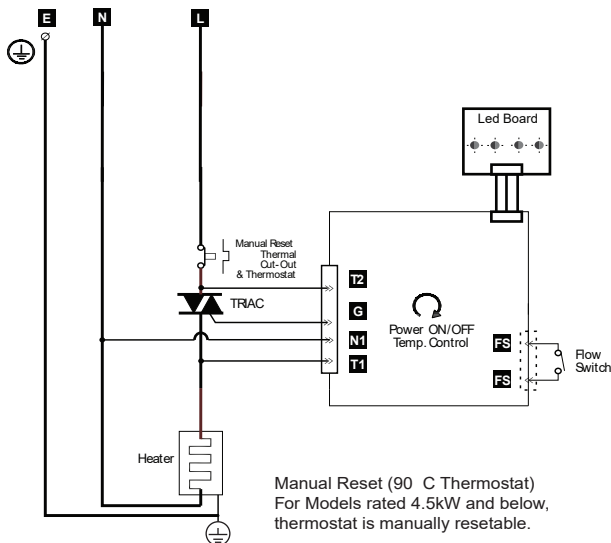 E N L
Led Board
Manual Reset
Thermal
Cut-Out
& Thermostat
T2
TRIAC
G
Power ON/OFF
Temp. Control
N1
T1
FS
FS
Flow
Switch
Heater
Manual Reset (90 C Thermostat)
For Models rated 4.5kW and below,
thermostat is manually resetable.